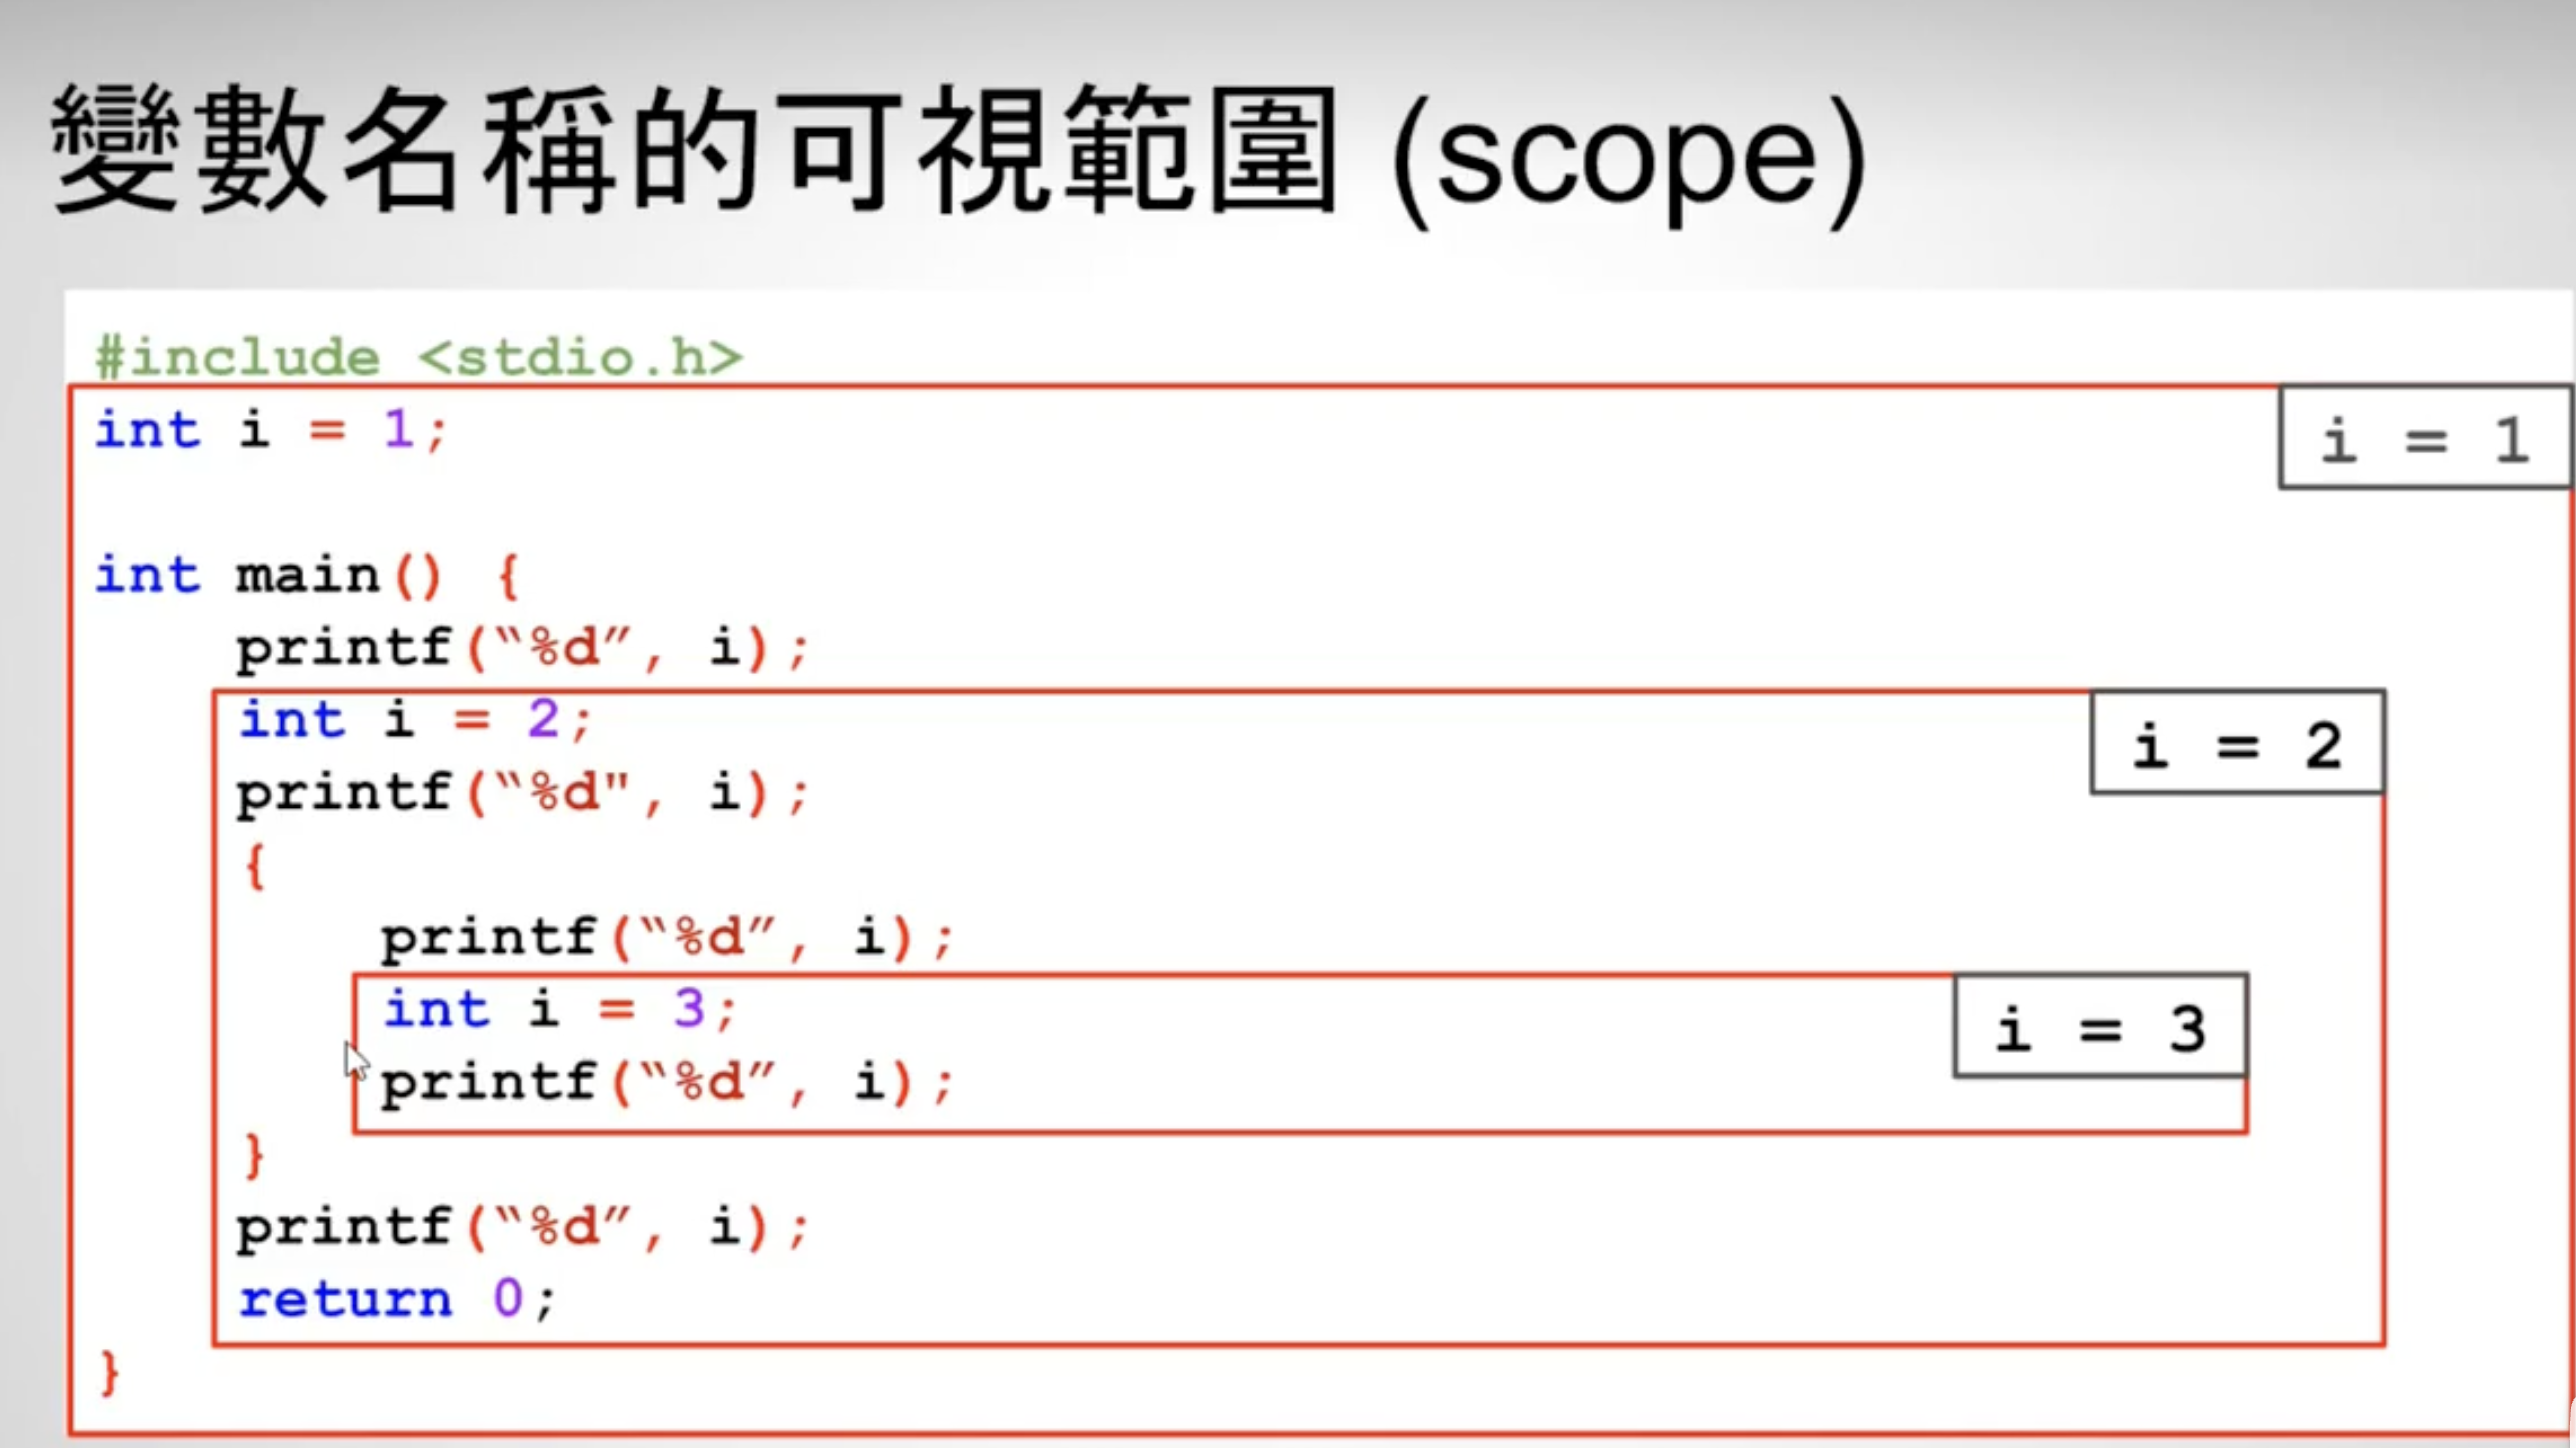 變數名稱的可視範圍 (scope)
#include <stdio.h>
int i = 1;
i = 1
int main() {
printf(“%d”, i);
int i = 2;
i = 2
printf(“%d", i);
{
printf(“%d”, i);
int i = 3;
i = 3
printf(“%d”, i);
}
printf(“%d”, i);
return 0;
}